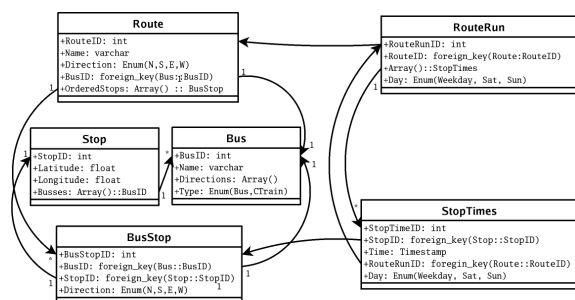 Route
+RouteID: int
+Name: varchar
+Direction: Enum(N,S,E,W)
+BusID: foreign_key(Bus:BusID)
+OrderedStops: Array() :: BusStop
1
1
RouteRun
+RouteRunID: int
+RouteID: foreign_key(Route:RouteID)
+Array()::StopTimes
+Day: Enum(Weekday, Sat, Sun)
1
Stop
+StopID: int
+Latitude: float
+Longitude: float
+Busses: Array()::BusID
1
*
1
Bus
+BusID: int
+Name: varchar
+Directions: Array()
+Type: Enum(Bus,CTrain)
1
1
BusStop
+BusStopID: int
+BusID: foreign_key(Bus::BusID)
+StopID: foreign_key(Stop::StopID)
+Direction: Enum(N,S,E,W)
*
1
1
1
StopTimes
+StopTimeID: int
+StopID: foreign_key(Stop::StopID)
+Time: Timestamp
+RouteRunID: foregin_key(Route::RouteID)
+Day: Enum(Weekday, Sat, Sun)
*